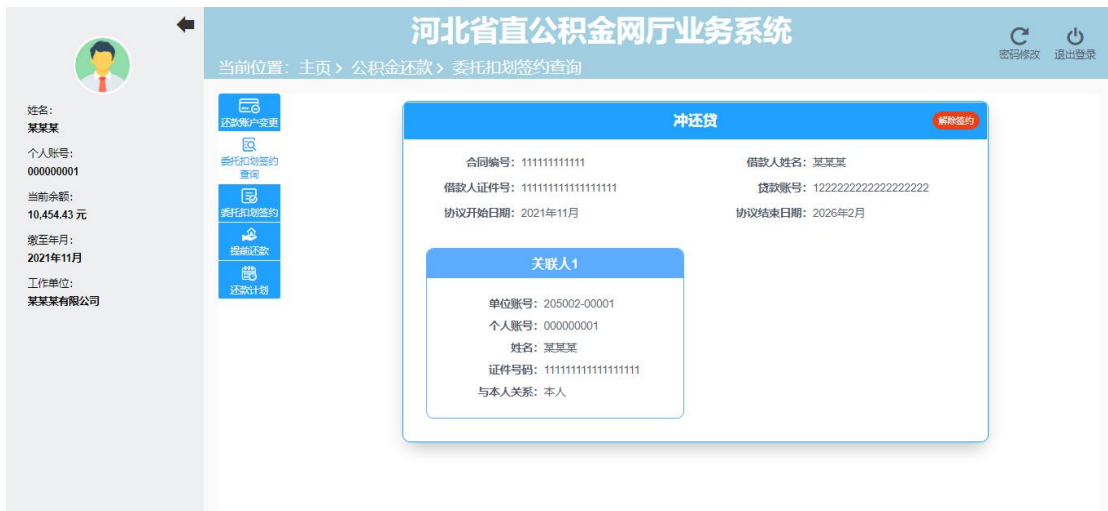 河北省直公积金网厅业务系统
密码修改 退出登录
当前位置：主页 > 公积金还款 > 委托扣划签约查询
姓名：
某某某
个人账号：
000000001
当前余额：
10,454.43 元
缴至年月：
2021年11月
工作单位：
某某某有限公司
还款账户变更
委托扣划签约
查询
委托扣划签约
提前还款
还款计划
冲还贷
解除签约
合同编号：111111111111 借款人姓名：某某某
借款人证件号：111111111111111111 贷款账号：1222222222222222222
协议开始日期：2021年11月 协议结束日期：2026年2月
关联人1
单位账号：205002-00001
个人账号：000000001
姓名：某某某
证件号码：111111111111111111
与本人关系：本人